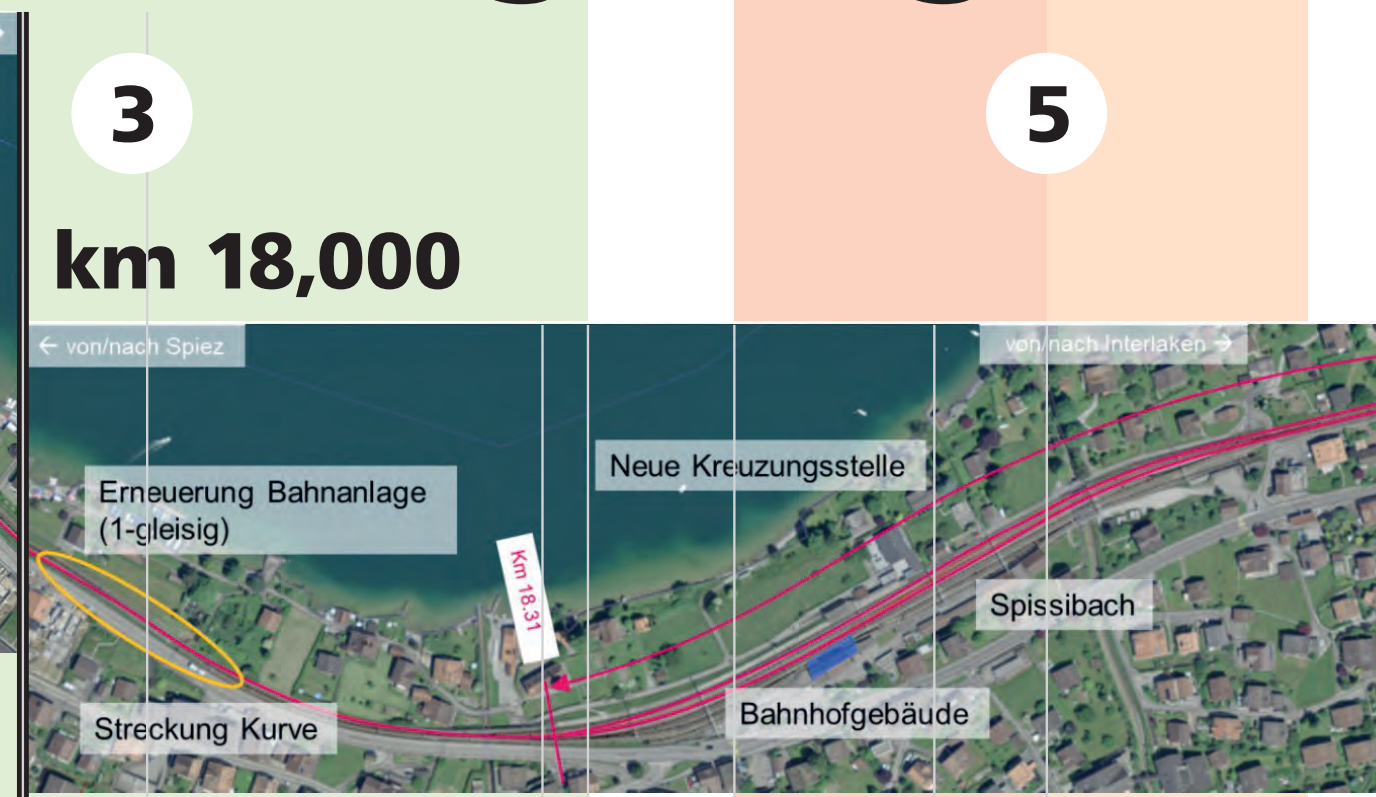 3
5
km 18,000
← von/nach Spiez
von/nach Interlaken →
Neue Kreuzungsstelle
Erneuerung Bahnanlage
(1-gleisig)
Km 18.31
Spissibach
Streckung Kurve
Bahnhofgebäude